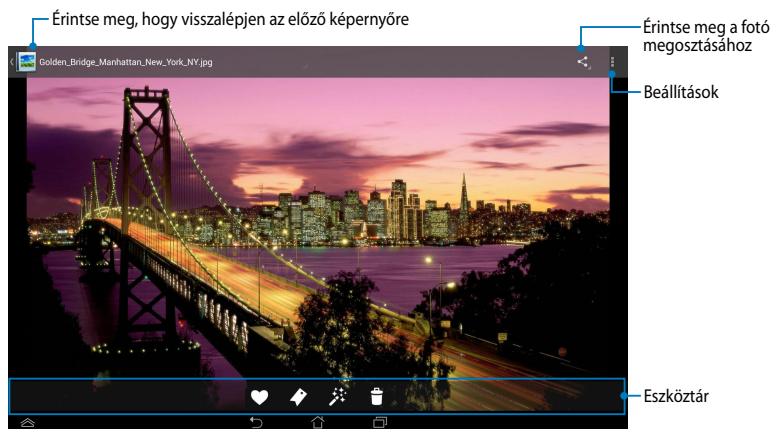 Érintse meg, hogy visszalépjen az előző képernyőre
Érintse meg a fotó
megosztásához
Golden_Bridge_Manhattan_New_York_NY.jpg
Beállítások
Eszköztár